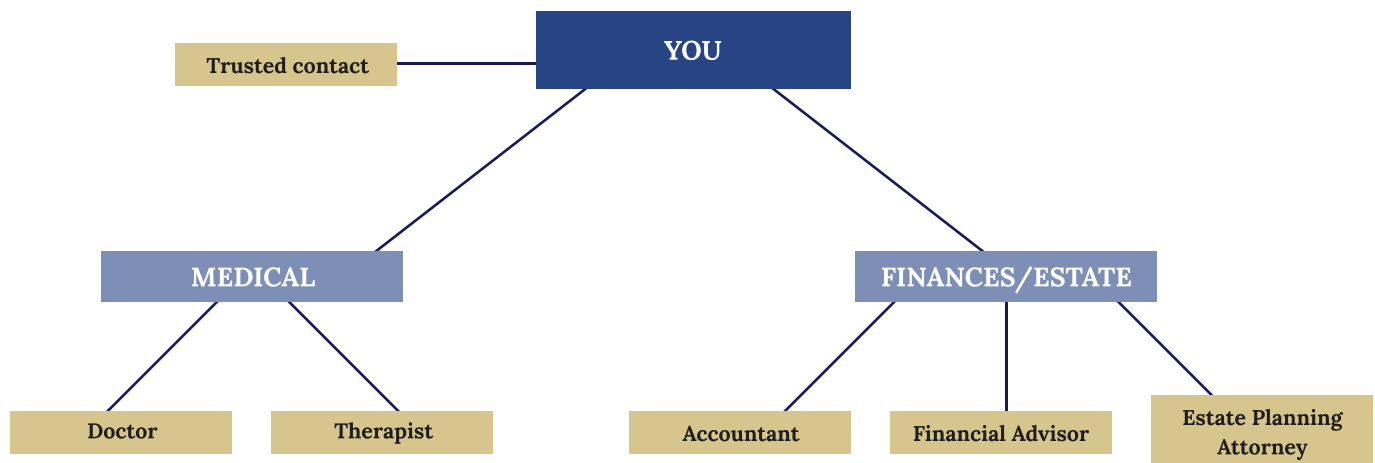 YOU
Trusted contact
MEDICAL
FINANCES/ESTATE
Doctor
Therapist
Accountant
Financial Advisor
Estate Planning
Attorney